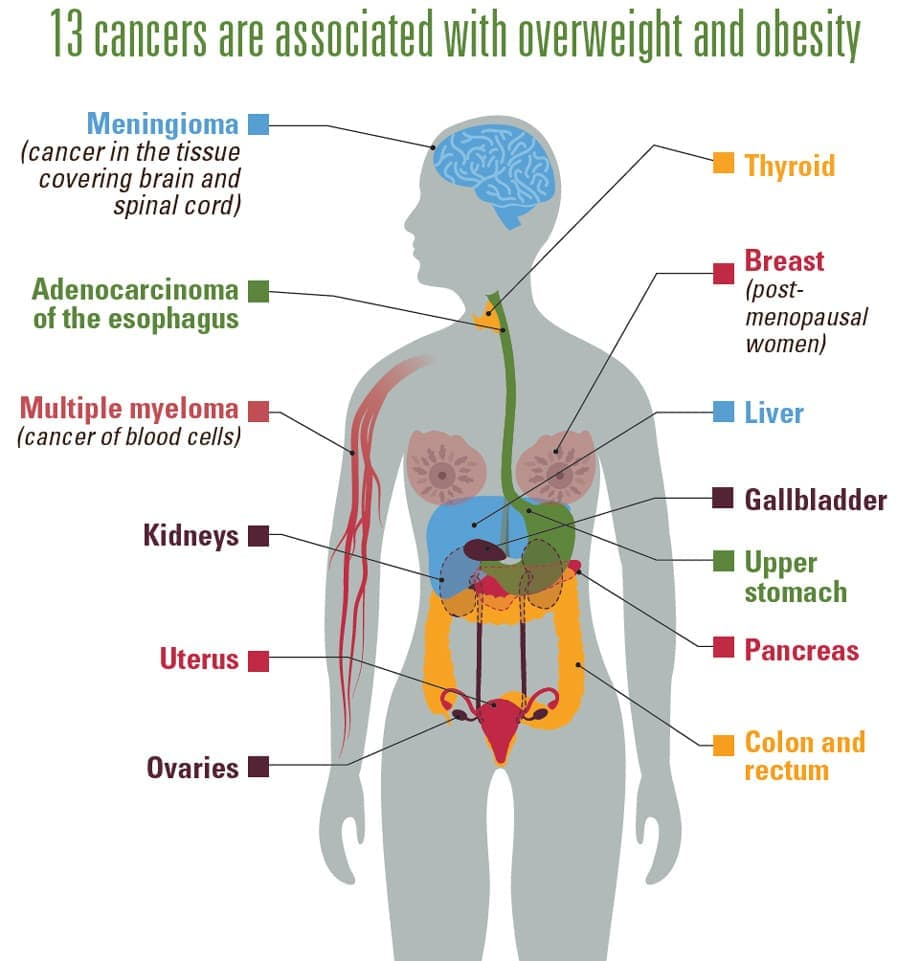 13 cancers are associated with overweight and obesity
Meningioma
(cancer in the tissue
covering brain and
spinal cord)
Adenocarcinoma
of the esophagus
Multiple myeloma
(cancer of blood cells)
Kidneys
Uterus
Ovaries
Thyroid
Breast
(post-
menopausal
women)
Liver
Gallbladder
Upper
stomach
Pancreas
Colon and
rectum